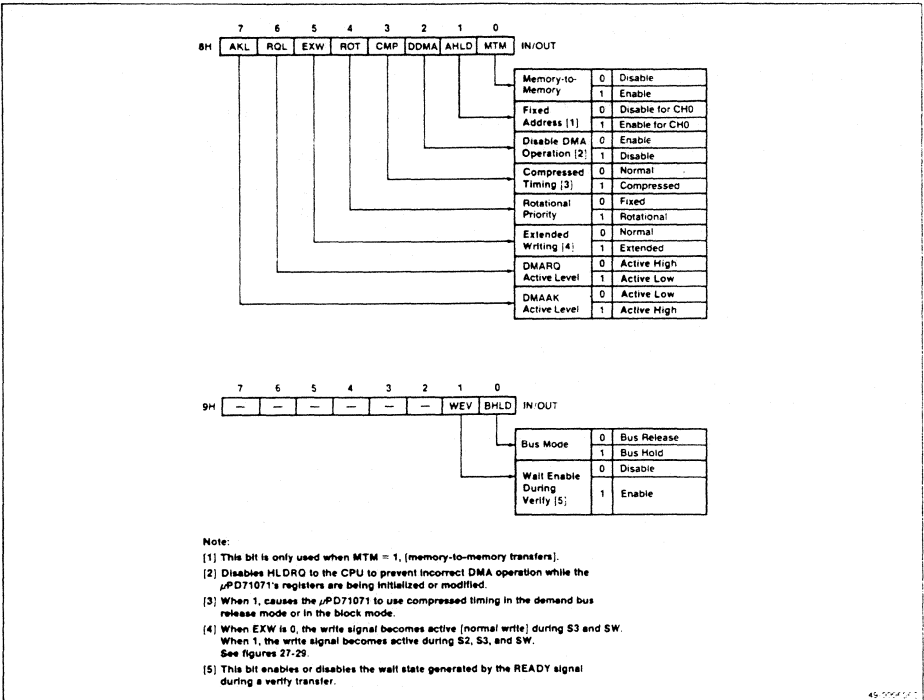 7 6 5 4 3 2 1 0
8H AKL RQL EXW ROT CMP DDMA AHLD MTM IN/OUT
Memory-to-Memory 0 Disable
1 Enable
Fixed Address [1] 0 Disable for CH0
1 Enable for CH0
Disable DMA Operation [2] 0 Enable
1 Disable
Compressed Timing [3] 0 Normal
1 Compressed
Rotational Priority 0 Fixed
1 Rotational
Extended Writing [4] 0 Normal
1 Extended
DMARQ Active Level 0 Active High
1 Active Low
DMAAK Active Level 0 Active Low
1 Active High
7 6 5 4 3 2 1 0
9H — — — — — — WEV BHLD IN/OUT
Bus Mode 0 Bus Release
1 Bus Hold
Wait Enable During Verify [5] 0 Disable
1 Enable
Note:
[1] This bit is only used when MTM = 1, [memory-to-memory transfers].
[2] Disables HLDRQ to the CPU to prevent incorrect DMA operation while the
µPD71071's registers are being initialized or modified.
[3] When 1, causes the µPD71071 to use compressed timing in the demand bus
release mode or in the block mode.
[4] When EXW is 0, the write signal becomes active [normal write] during S3 and SW.
When 1, the write signal becomes active during S2, S3, and SW.
See figures 27-29.
[5] This bit enables or disables the wait state generated by the READY signal
during a verify transfer.